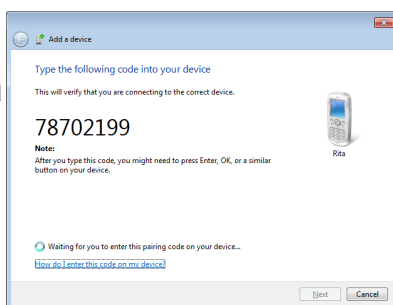 Add a device
Type the following code into your device
This will verify that you are connecting to the correct device.
78702199
Rita
Note:
After you type this code, you might need to press Enter, OK, or a similar
button on your device.
Waiting for you to enter this pairing code on your device...
How do I enter this code on my device?
Next
Cancel